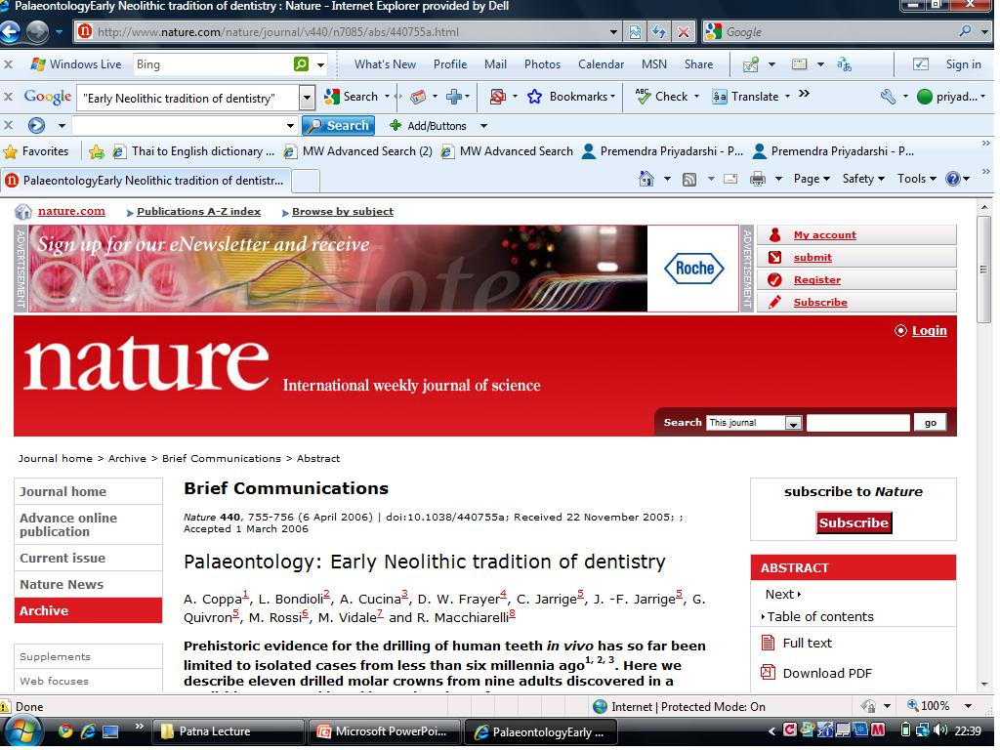 PalaeontologyEarly Neolithic tradition of dentistry : Nature - Internet Explorer provided by Dell
http://www.nature.com/nature/journal/v440/n7085/abs/440755a.html
Google
Windows Live Bing What's New Profile Mail Photos Calendar MSN Share Sign in
Google "Early Neolithic tradition of dentistry" Search Bookmarks Check Translate priyad...
Search Add/Buttons
Favorites Thai to English dictionary ... MW Advanced Search (2) MW Advanced Search Premendra Priyadarshi - P... Premendra Priyadarshi - P...
PalaeontologyEarly Neolithic tradition of dentistr... Page Safety Tools
nature.com Publications A-Z index Browse by subject
ADVERTISEMENT
Sign up for our eNewsletter and receive
Roche
ADVERTISEMENT
My account
submit
Register
Subscribe
Login
nature International weekly journal of science
Search This journal go
Journal home > Archive > Brief Communications > Abstract
Journal home
Advance online
publication
Current issue
Nature News
Archive
Supplements
Web focuses
Brief Communications
Nature 440, 755-756 (6 April 2006) | doi:10.1038/440755a; Received 22 November 2005; ;
Accepted 1 March 2006
Palaeontology: Early Neolithic tradition of dentistry
A. Coppa1, L. Bondioli2, A. Cucina3, D. W. Frayer4, C. Jarrige5, J. -F. Jarrige5, G.
Quivron5, M. Rossi6, M. Vidale7 and R. Macchiarelli8
Prehistoric evidence for the drilling of human teeth in vivo has so far been
limited to isolated cases from less than six millennia ago1, 2, 3. Here we
describe eleven drilled molar crowns from nine adults discovered in a
subscribe to Nature
Subscribe
ABSTRACT
Next
Table of contents
Full text
Download PDF
Done Internet | Protected Mode: On 100%
Patna Lecture Microsoft PowerPoi... PalaeontologyEarly ... 22:39